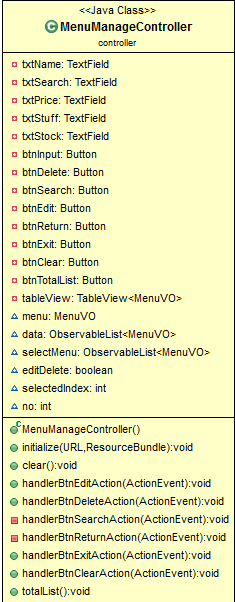 <<Java Class>>
MenuManageController
controller
txtName: TextField
txtSearch: TextField
txtPrice: TextField
txtStuff: TextField
txtStock: TextField
btnInput: Button
btnDelete: Button
btnSearch: Button
btnEdit: Button
btnReturn: Button
btnExit: Button
btnClear: Button
btnTotalList: Button
tableView: TableView<MenuVO>
menu: MenuVO
data: ObservableList<MenuVO>
selectMenu: ObservableList<MenuVO>
editDelete: boolean
selectedIndex: int
no: int
MenuManageController()
initialize(URL,ResourceBundle):void
clear():void
handlerBtnEditAction(ActionEvent):void
handlerBtnDeleteAction(ActionEvent):void
handlerBtnSearchAction(ActionEvent):void
handlerBtnReturnAction(ActionEvent):void
handlerBtnExitAction(ActionEvent):void
handlerBtnClearAction(ActionEvent):void
totalList():void